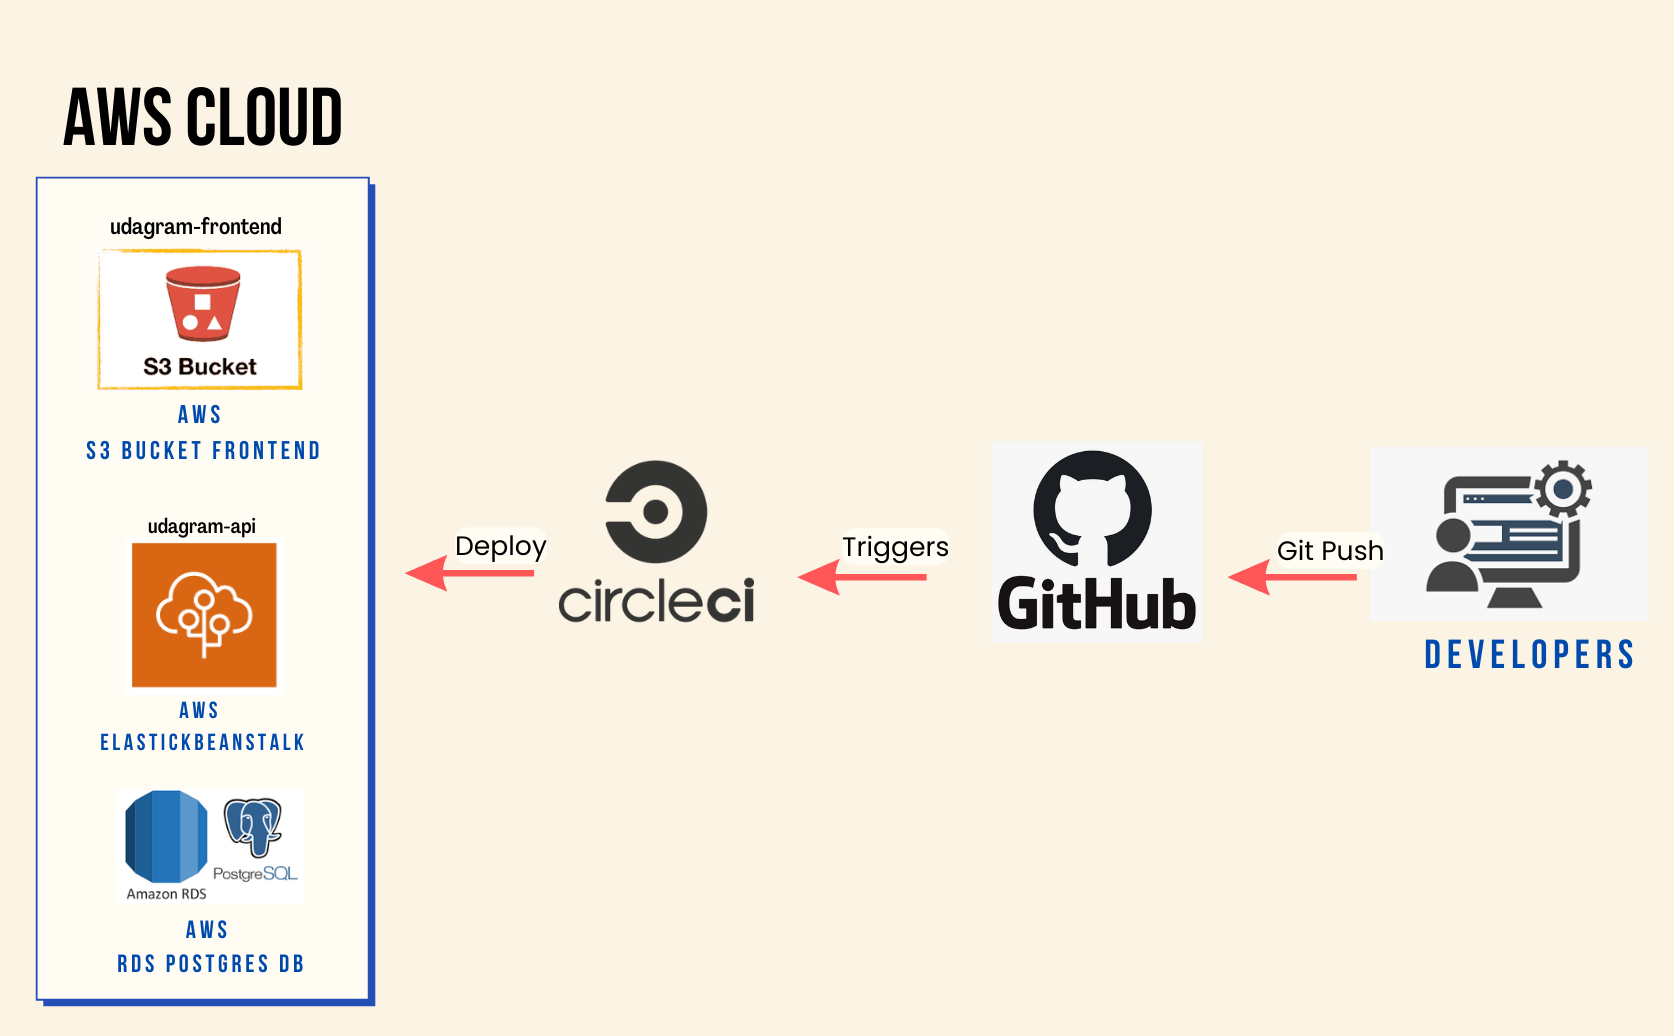 AWS CLOUD
udagram-frontend
S3 Bucket
AWS
S3 BUCKET FRONTEND
udagram-api
AWS
ELASTICKBEANSTALK
Amazon RDS
PostgreSQL
AWS
RDS POSTGRES DB
Deploy
circleci
Triggers
GitHub
Git Push
DEVELOPERS